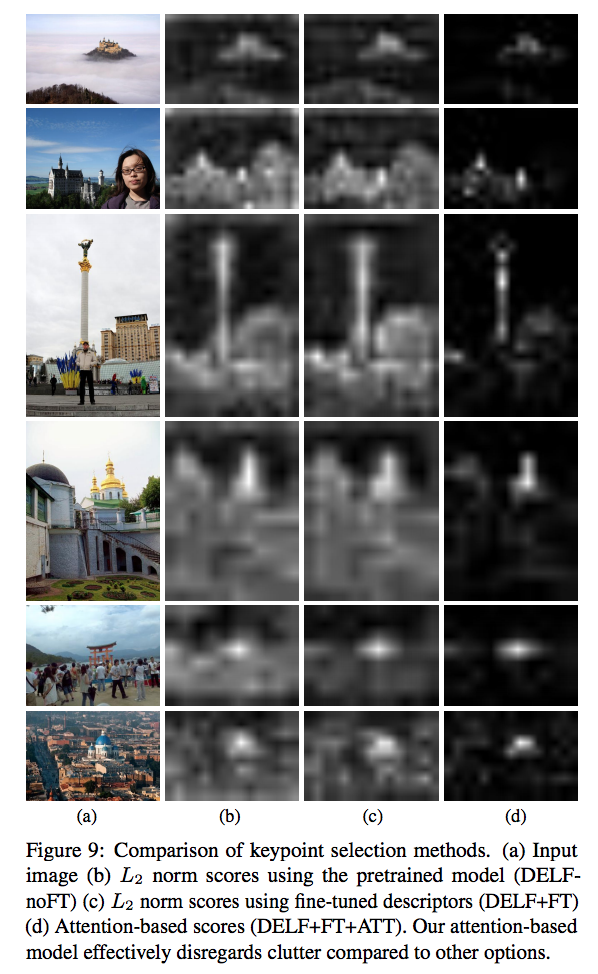 (a) (b) (c) (d)
Figure 9: Comparison of keypoint selection methods. (a) Input
image (b) L2 norm scores using the pretrained model (DELF-
noFT) (c) L2 norm scores using fine-tuned descriptors (DELF+FT)
(d) Attention-based scores (DELF+FT+ATT). Our attention-based
model effectively disregards clutter compared to other options.